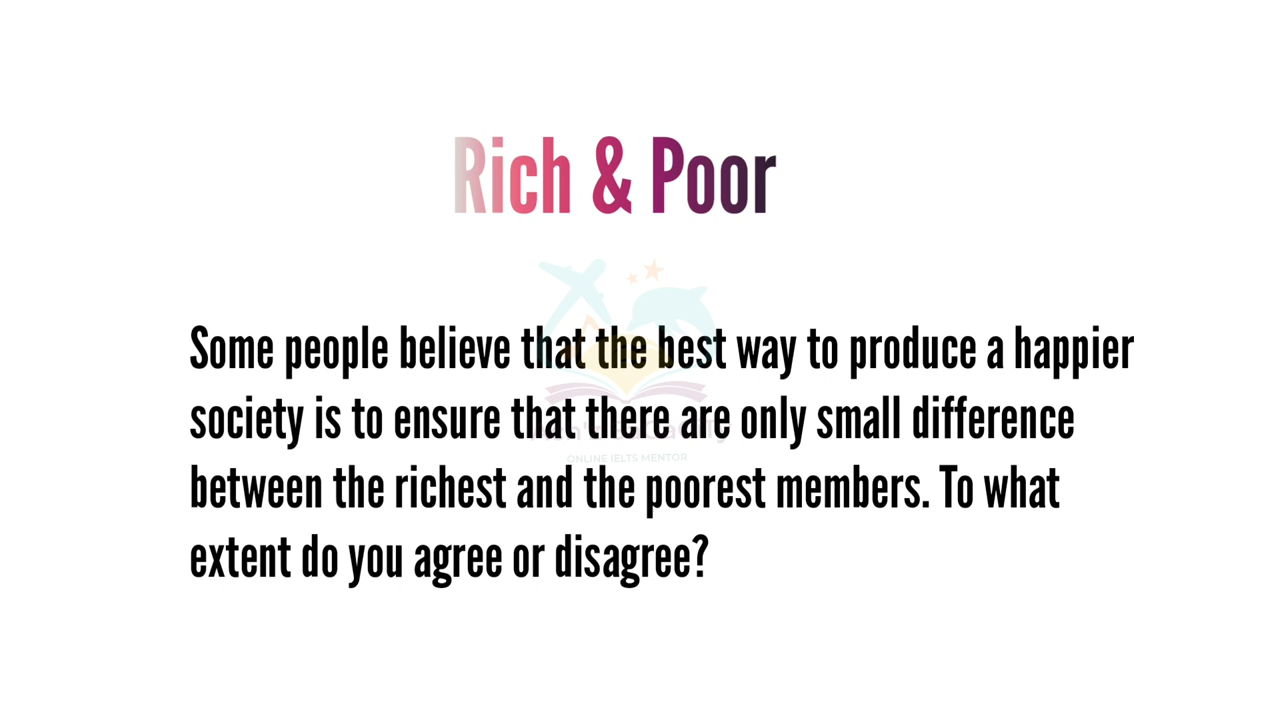 Rich & Poor
Some people believe that the best way to produce a happier
society is to ensure that there are only small difference
between the richest and the poorest members. To what
extent do you agree or disagree?
ONLINE IELTS MENTOR